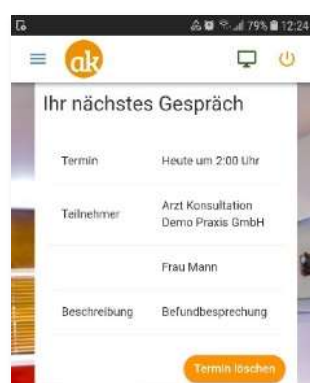 79% 12:24
ak
Ihr nächstes Gespräch
Termin Heute um 2:00 Uhr
Teilnehmer Arzt Konsultation
Demo Praxis GmbH
Frau Mann
Beschreibung Befundbesprechung
Termin löschen